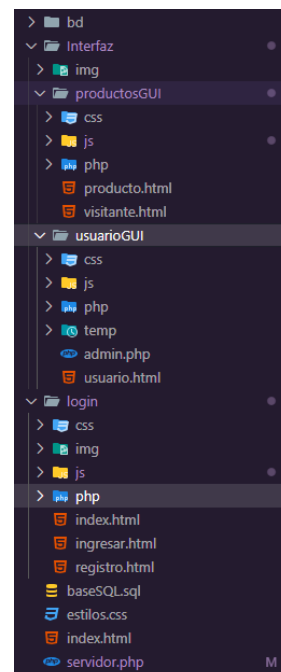 bd
Interfaz
img
productosGUI
css
js
php
producto.html
visitante.html
usuarioGUI
css
js
php
temp
admin.php
usuario.html
login
css
img
js
php
index.html
ingresar.html
registro.html
baseSQL.sql
estilos.css
index.html
servidor.php M